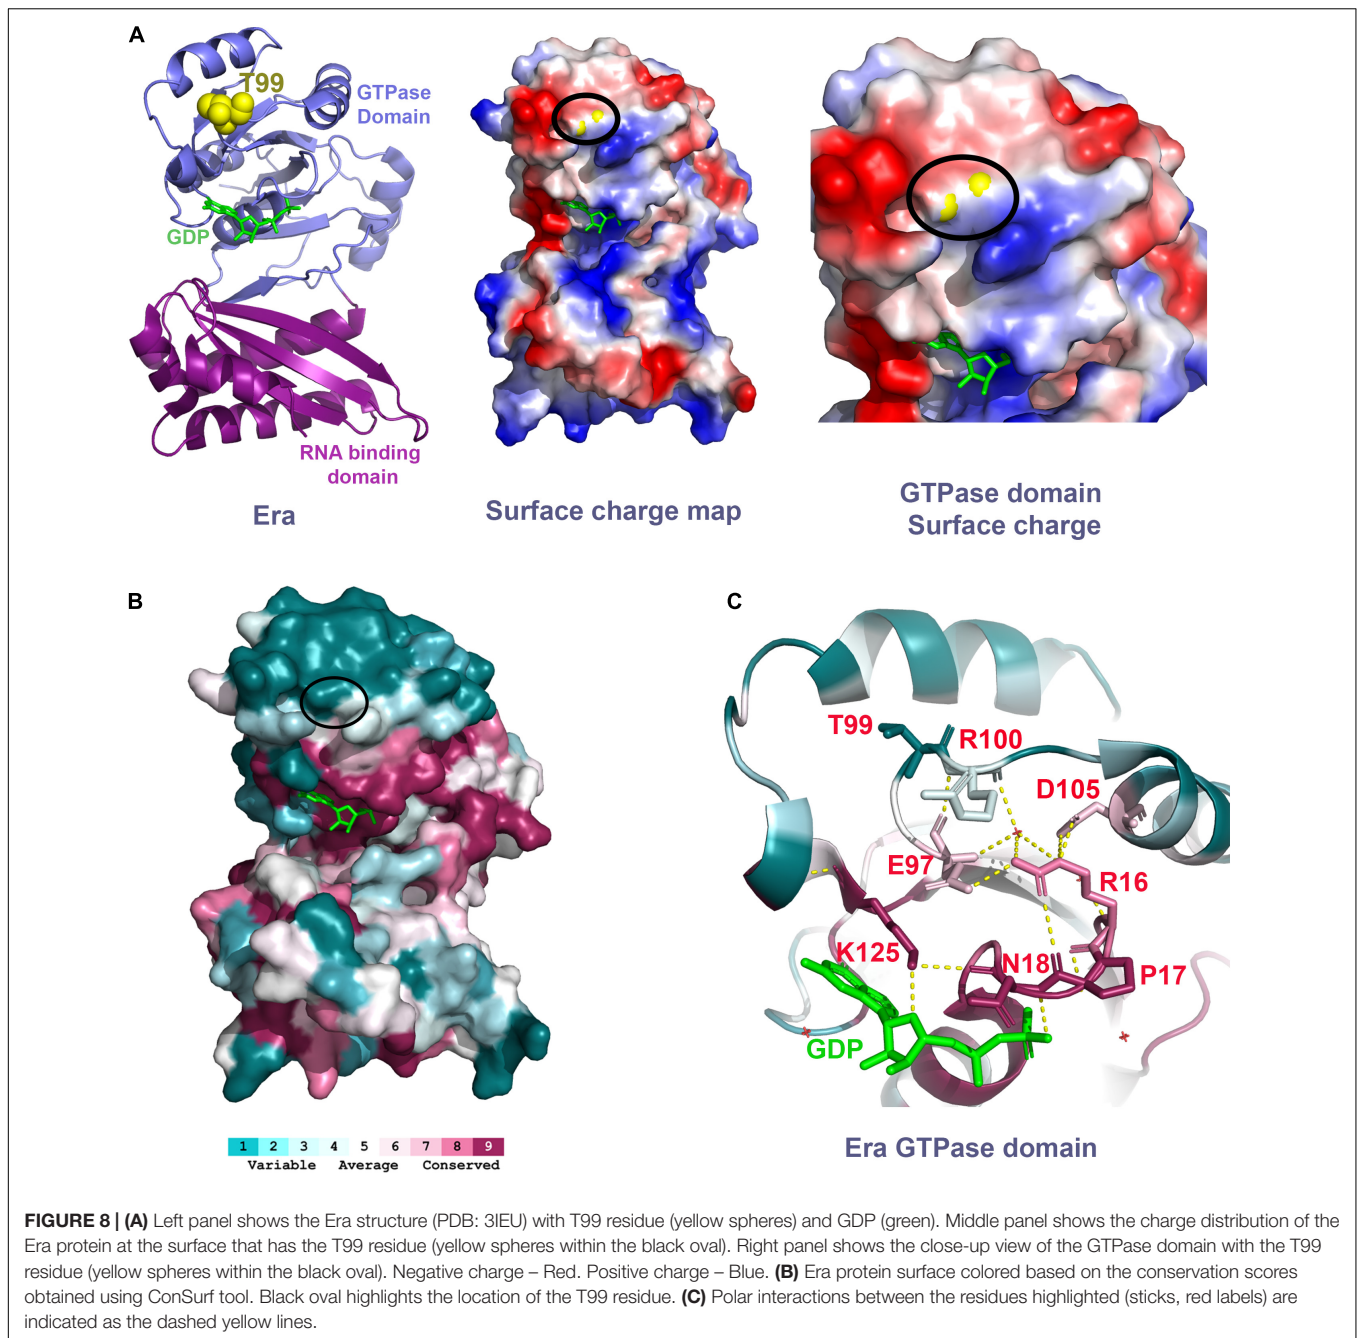 A
T99
GTPase
Domain
GDP
RNA binding
domain
Era
Surface charge map
GTPase domain
Surface charge
B
1 2 3 4 5 6 7 8 9
Variable Average Conserved
C
T99
R100
D105
E97
R16
K125
N18
P17
GDP
Era GTPase domain
FIGURE 8 | (A) Left panel shows the Era structure (PDB: 3IEU) with T99 residue (yellow spheres) and GDP (green). Middle panel shows the charge distribution of the
Era protein at the surface that has the T99 residue (yellow spheres within the black oval). Right panel shows the close-up view of the GTPase domain with the T99
residue (yellow spheres within the black oval). Negative charge – Red. Positive charge – Blue. (B) Era protein surface colored based on the conservation scores
obtained using ConSurf tool. Black oval highlights the location of the T99 residue. (C) Polar interactions between the residues highlighted (sticks, red labels) are
indicated as the dashed yellow lines.